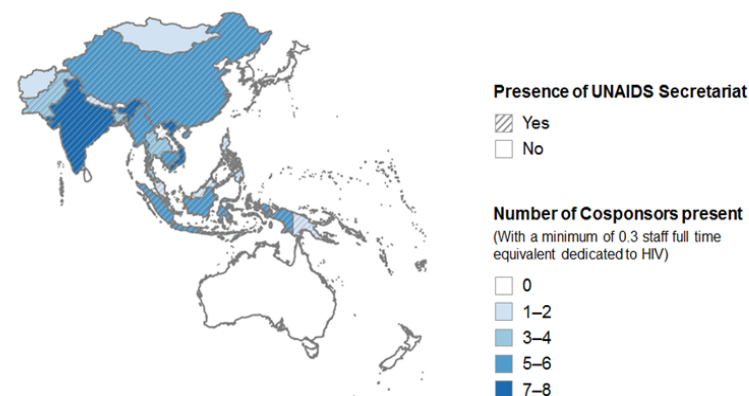 Presence of UNAIDS Secretariat
Yes
No
Number of Cosponsors present
(With a minimum of 0.3 staff full time
equivalent dedicated to HIV)
0
1–2
3–4
5–6
7–8